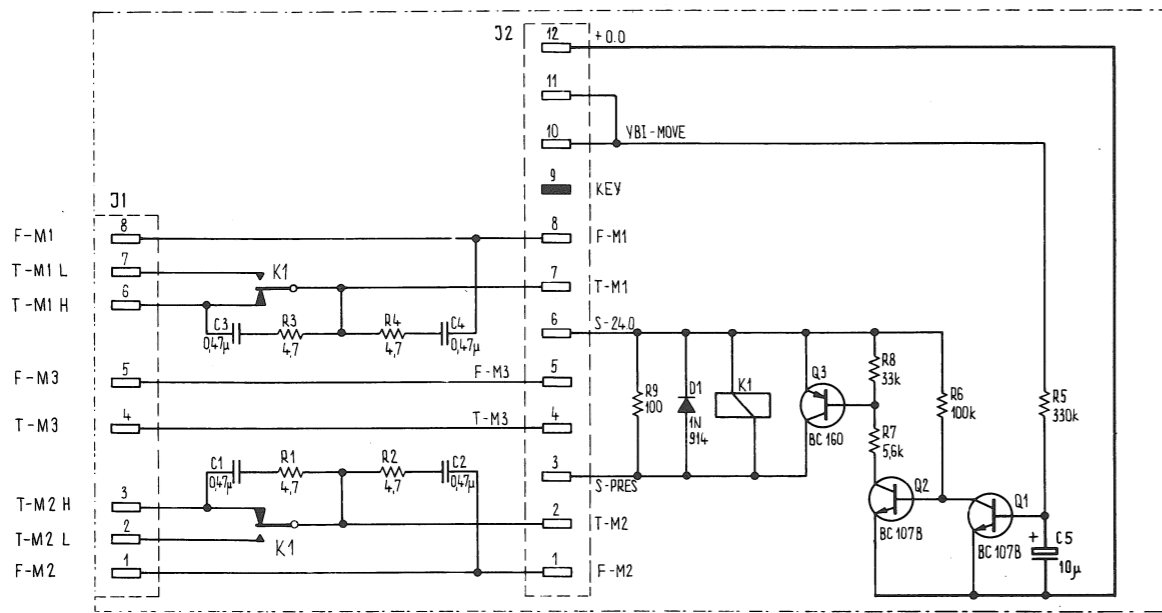 J2
12 +0.0
11
10 VBI-MOVE
9 KEY
J1
F-M1 8 8 F-M1
T-M1 L 7 K1 7 T-M1
T-M1 H 6 6 S-24.0
C3 0,47µ R3 4,7 R4 4,7 C4 0,47µ
F-M3 5 F-M3 5
T-M3 4 T-M3 4
R9 100
D1 1N 914
K1
Q3 BC 160
R8 33k
R7 5,6k
R6 100k
R5 330k
C1 0,47µ R1 4,7 R2 4,7 C2 0,47µ
3 S-PRES
T-M2 H 3 2 T-M2
T-M2 L 2 K1
F-M2 1 1 F-M2
Q2 BC 107B
Q1 BC 107B
+ C5 10µ